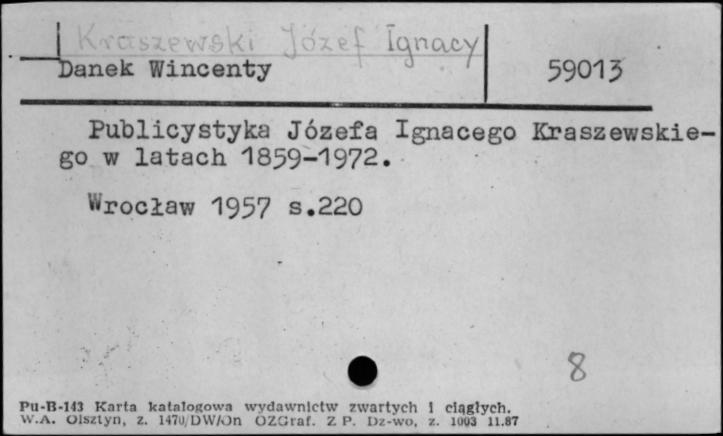 Kraszewski Józef Ignacy
Danek Wincenty 59013
Publicystyka Józefa Ignacego Kraszewskie-
go w latach 1859-1972.
Wrocław 1957 s.220
8
Pu-B-143 Karta katalogowa wydawnictw zwartych i ciągłych.
W.A. Olsztyn, z. 1470/DW/On OZGraf. Z P. Dz-wo, z. 1003 11.87